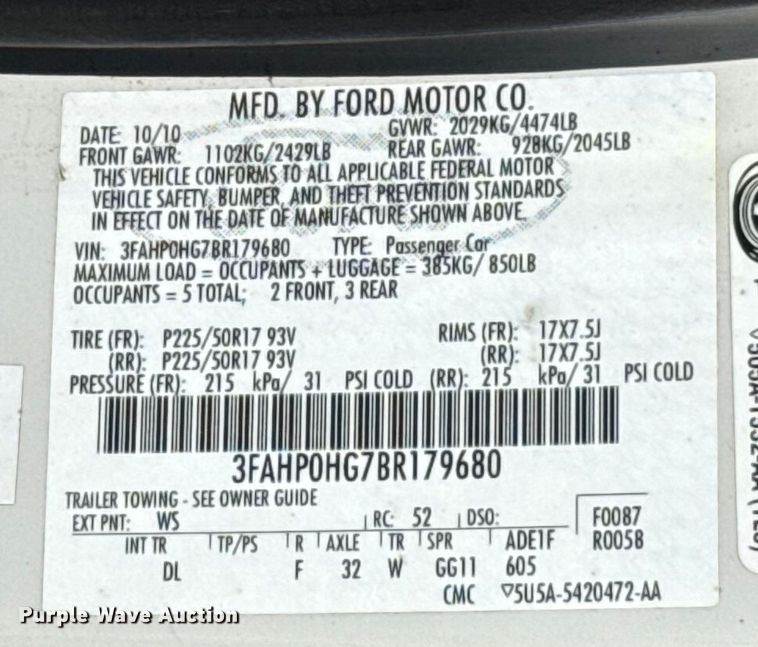 MFD. BY FORD MOTOR CO.
DATE: 10/10 GVWR: 2029KG/4474LB
FRONT GAWR: 1102KG/2429LB REAR GAWR: 928KG/2045LB
THIS VEHICLE CONFORMS TO ALL APPLICABLE FEDERAL MOTOR
VEHICLE SAFETY, BUMPER, AND THEFT PREVENTION STANDARDS
IN EFFECT ON THE DATE OF MANUFACTURE SHOWN ABOVE.
VIN: 3FAHP0HG7BR179680 TYPE: Passenger Car
MAXIMUM LOAD = OCCUPANTS + LUGGAGE = 385KG/ 850LB
OCCUPANTS = 5 TOTAL; 2 FRONT, 3 REAR
TIRE (FR): P225/50R17 93V RIMS (FR): 17X7.5J
(RR): P225/50R17 93V (RR): 17X7.5J
PRESSURE (FR): 215 kPa/ 31 PSI COLD (RR): 215 kPa/ 31 PSI COLD
3FAHP0HG7BR179680
TRAILER TOWING - SEE OWNER GUIDE
EXT PNT: WS RC: 52 DSO: F0087
INT TR TP/PS R AXLE TR SPR ADE1F R0058
DL F 32 W GG11 605
CMC ▽5U5A-5420472-AA
Purple Wave Auction